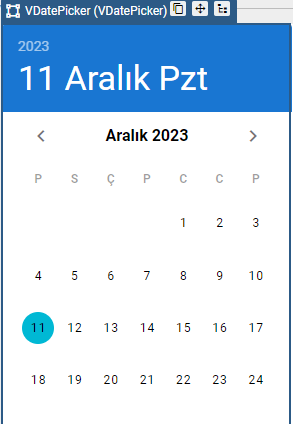 VDatePicker (VDatePicker)
2023
11 Aralık Pzt
Aralık 2023
P S Ç P C C P
1 2 3
4 5 6 7 8 9 10
11 12 13 14 15 16 17
18 19 20 21 22 23 24